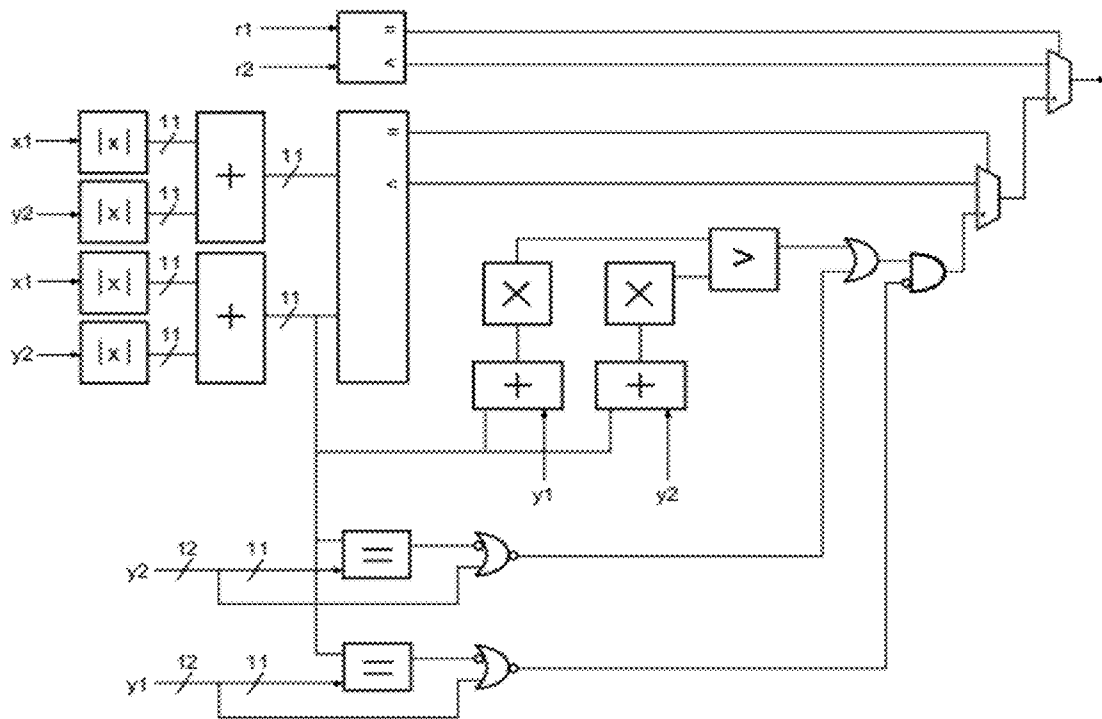 r1
=
r2
<
x1
|x|
11
+
11
=
y2
|x|
11
<
x1
|x|
11
+
11
y2
|x|
11
×
×
>
+
+
y1
y2
y2
12
11
=
y1
12
11
=